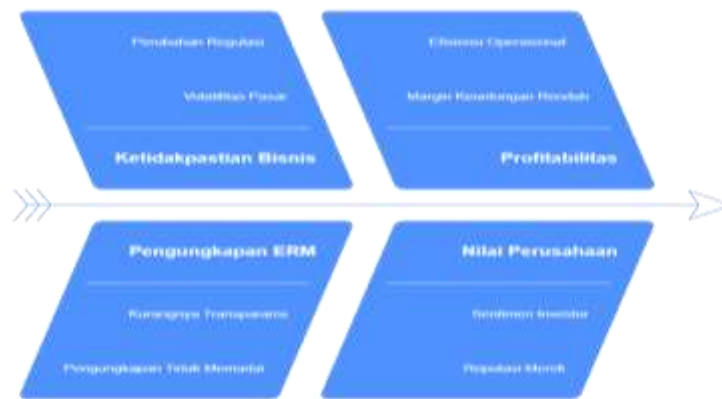 Perubahan Regulasi
Volatilitas Pasar
Ketidakpastian Bisnis
Efisiensi Operasional
Margin Keuntungan Rendah
Profitabilitas
Pengungkapan ERM
Kurangnya Transparansi
Pengungkapan Tidak Memadai
Nilai Perusahaan
Sentimen Investor
Reputasi Merek